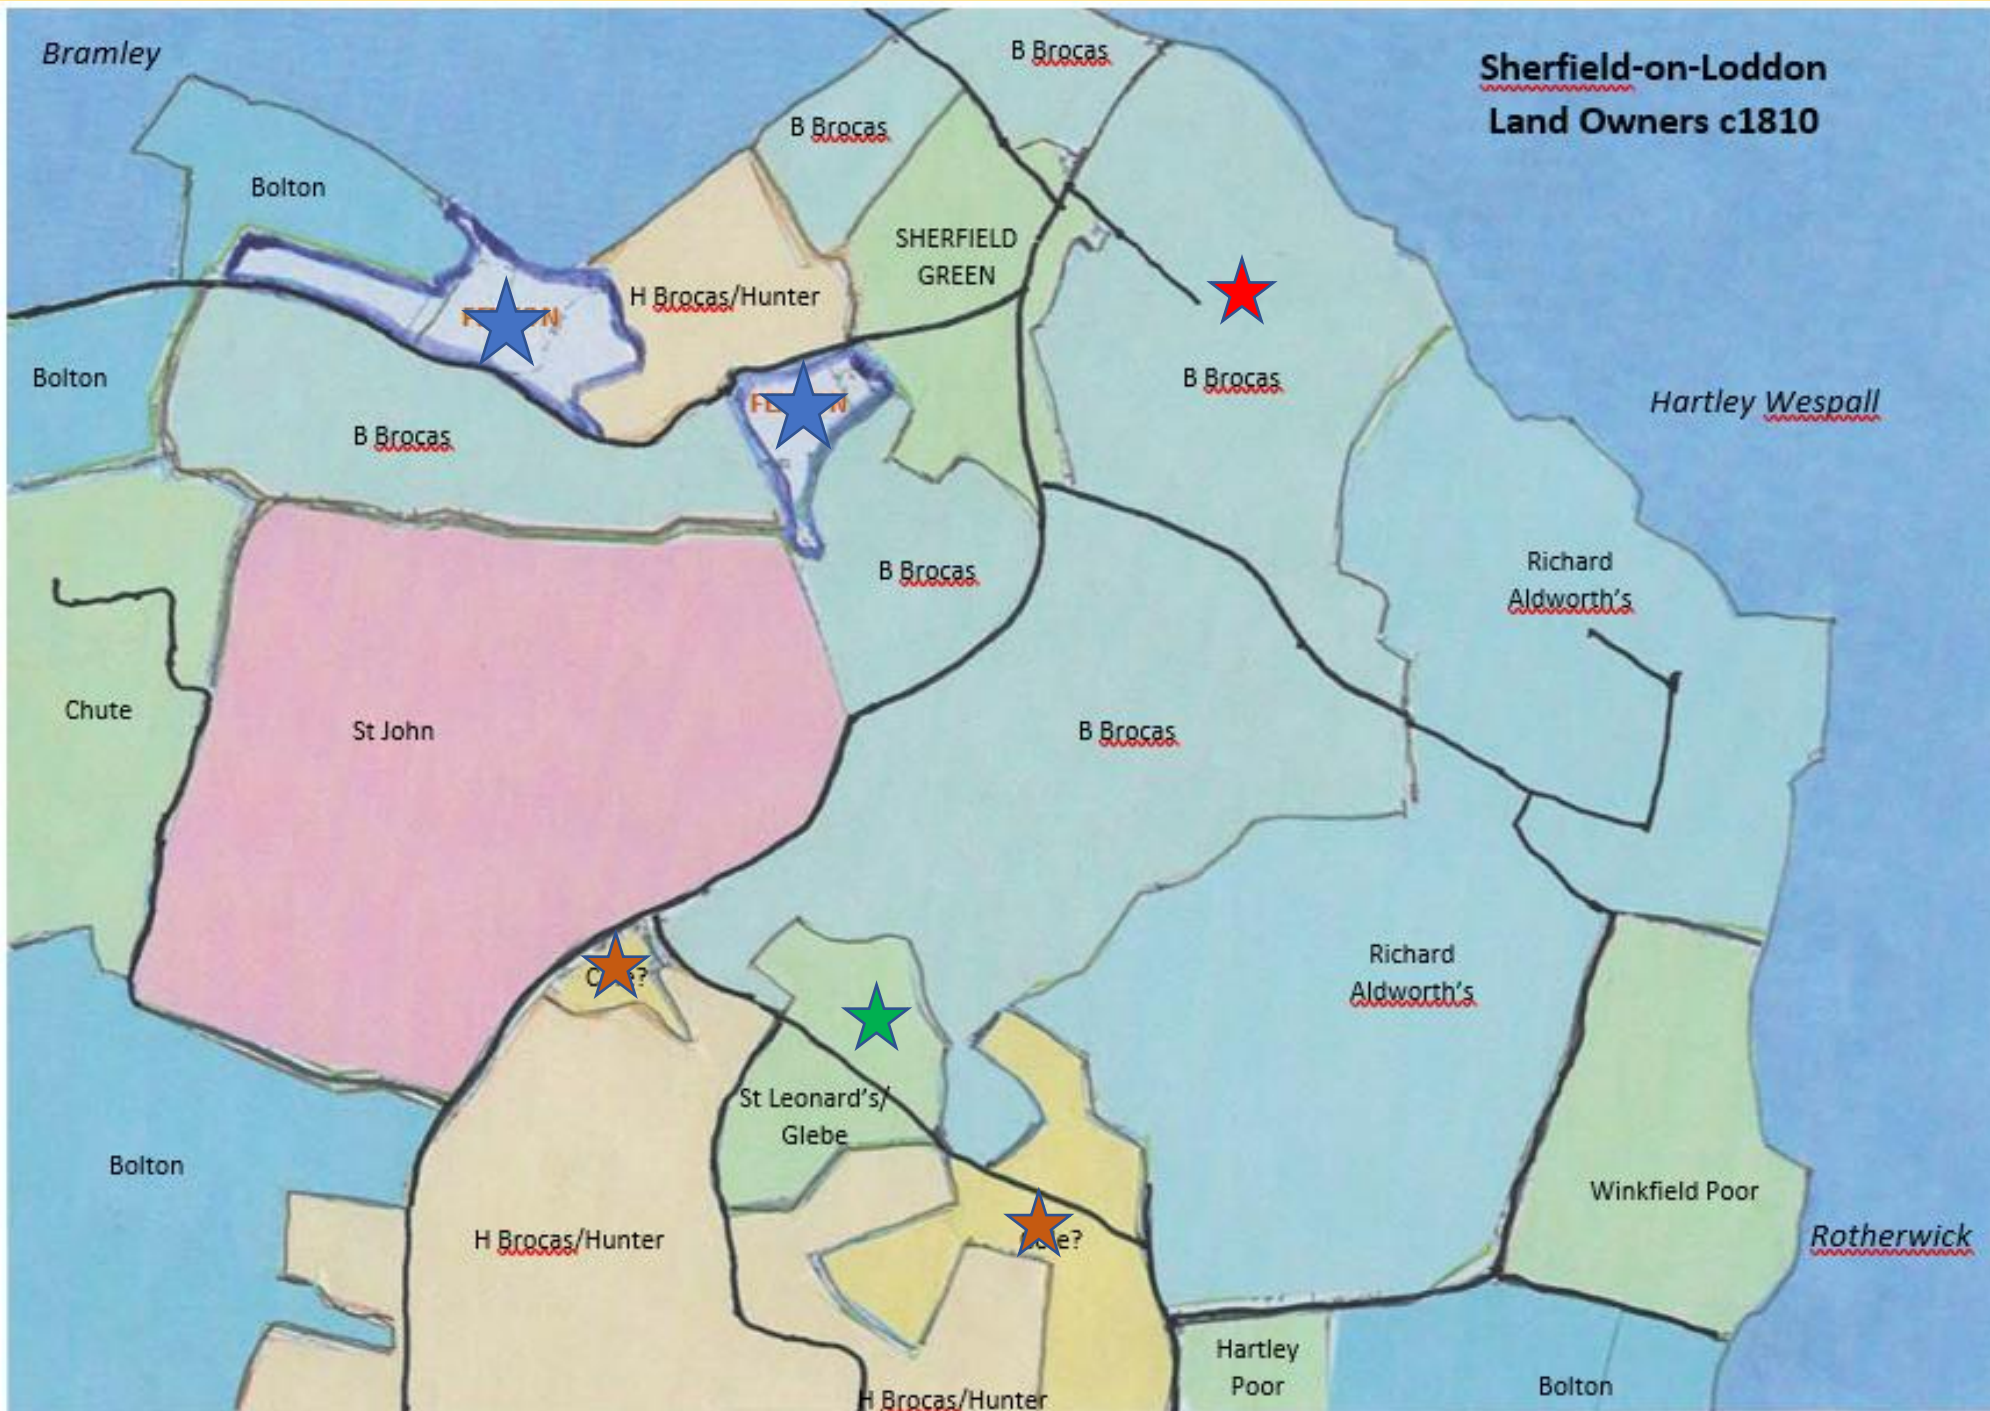 Bramley
B Brocas
Sherfield-on-Loddon
Land Owners c1810
B Brocas
Bolton
SHERFIELD
GREEN
H Brocas/Hunter
Bolton
B Brocas
Hartley Wespall
B Brocas
B Brocas
Richard
Aldworth's
Chute
St John
B Brocas
Richard
Aldworth's
St Leonard's/
Glebe
Bolton
Winkfield Poor
H Brocas/Hunter
Rotherwick
Hartley
Poor
Bolton
H Brocas/Hunter